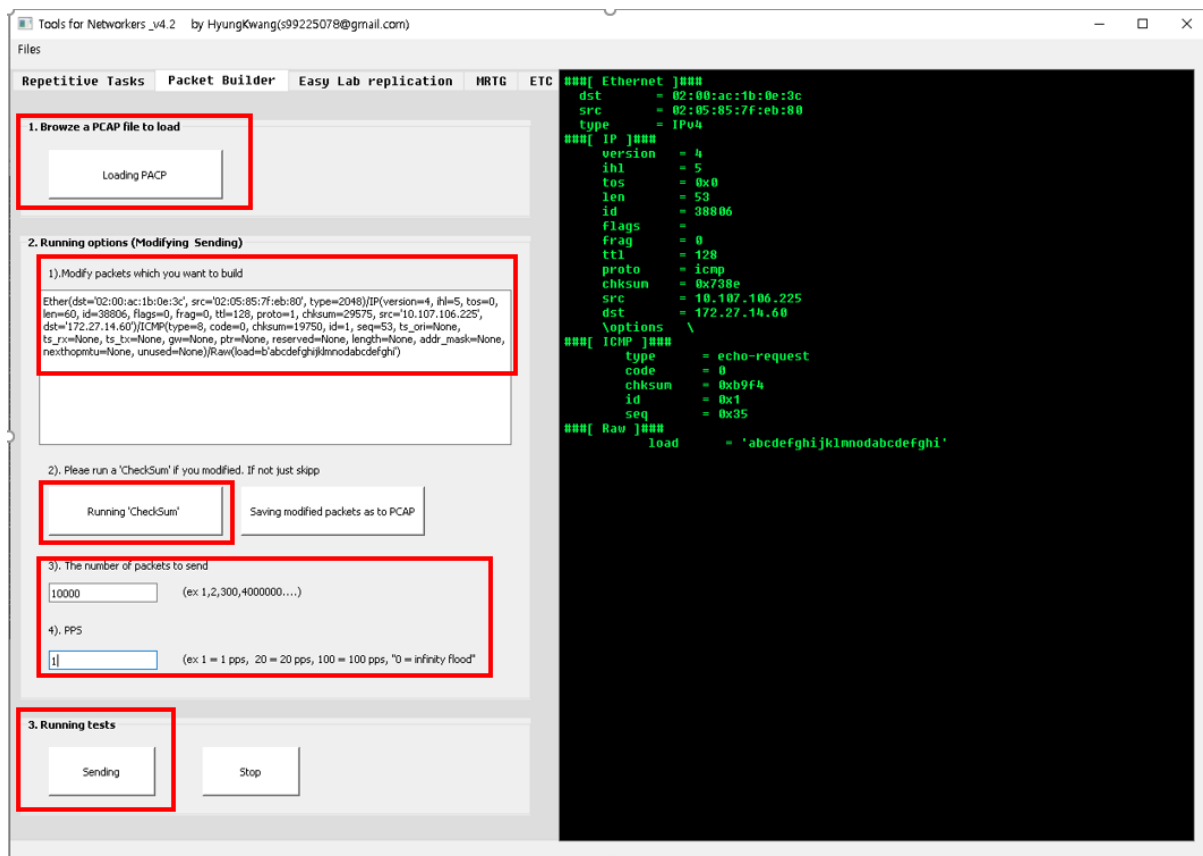 Tools for Networkers _v4.2 by HyungKwang(s99225078@gmail.com)
Files
Repetitive Tasks Packet Builder Easy Lab replication MRTG ETC
1. Browze a PCAP file to load
Loading PACP
2. Running options (Modifying Sending)
1).Modify packets which you want to build
Ether(dst='02:00:ac:1b:0e:3c', src='02:05:85:7f:eb:80', type=2048)/IP(version=4, ihl=5, tos=0,
len=60, id=38806, flags=0, frag=0, ttl=128, proto=1, chksum=29575, src='10.107.106.225',
dst='172.27.14.60')/ICMP(type=8, code=0, chksum=19750, id=1, seq=53, ts_ori=None,
ts_rx=None, ts_tx=None, gw=None, ptr=None, reserved=None, length=None, addr_mask=None,
nexthopmtu=None, unused=None)/Raw(load=b'abcdefghijklmnodabcdefghi')
2). Pleae run a 'CheckSum' if you modified. If not just skipp
Running 'CheckSum'
Saving modified packets as to PCAP
3). The number of packets to send
10000 (ex 1,2,300,4000000....)
4). PPS
1 (ex 1 = 1 pps, 20 = 20 pps, 100 = 100 pps, "0 = infinity flood"
3. Running tests
Sending
Stop
###[ Ethernet ]###
dst = 02:00:ac:1b:0e:3c
src = 02:05:85:7f:eb:80
type = IPv4
###[ IP ]###
version = 4
ihl = 5
tos = 0x0
len = 53
id = 38806
flags =
frag = 0
ttl = 128
proto = icmp
chksum = 0x738e
src = 10.107.106.225
dst = 172.27.14.60
\options \
###[ ICMP ]###
type = echo-request
code = 0
chksum = 0xb9f4
id = 0x1
seq = 0x35
###[ Raw ]###
load = 'abcdefghijklmnodabcdefghi'